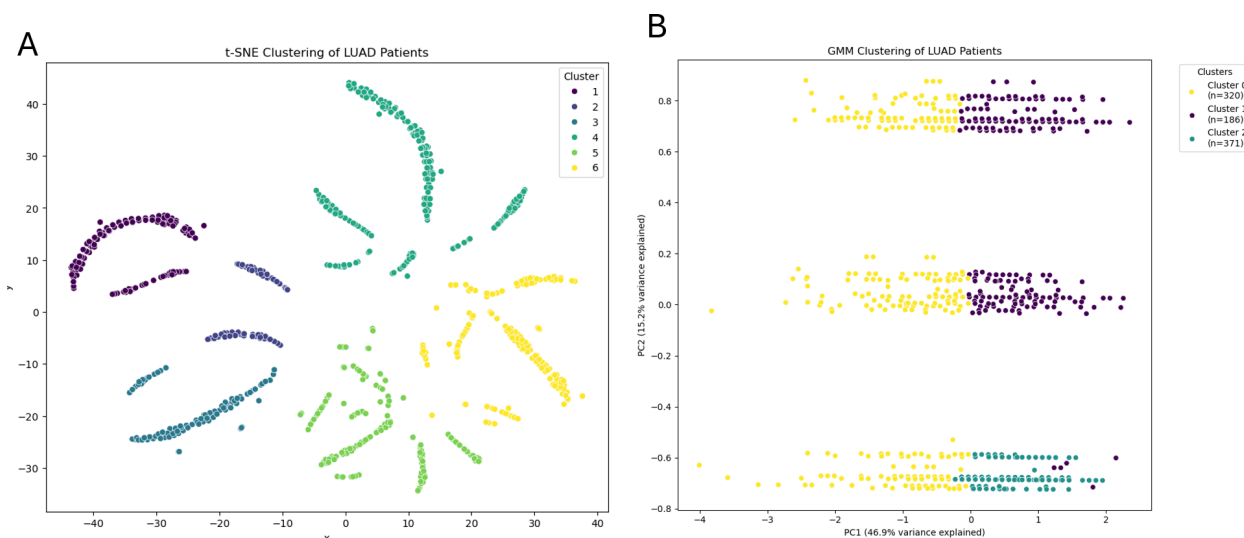 A
t-SNE Clustering of LUAD Patients
Cluster
1
2
3
4
5
6
40
30
20
10
0
−10
−20
−30
y
−40
−30
−20
−10
0
10
20
30
40
x
B
GMM Clustering of LUAD Patients
Clusters
Cluster 0
(n=320)
Cluster 1
(n=186)
Cluster 2
(n=371)
0.8
0.6
0.4
0.2
0.0
−0.2
−0.4
−0.6
−0.8
PC2 (15.2% variance explained)
−4
−3
−2
−1
0
1
2
PC1 (46.9% variance explained)